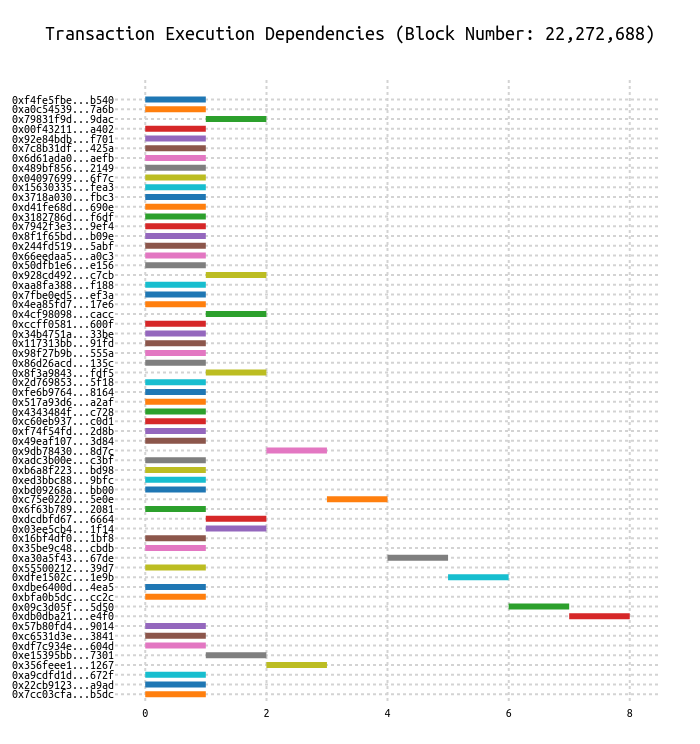 Transaction Execution Dependencies (Block Number: 22,272,688)
0xf4fe5fbe...b540
0xa0c54539...7a6b
0x79831f9d...9dac
0x00f43211...a402
0x92e84bdb...f701
0x7c8b31df...425a
0x6d61ada0...aefb
0x489bf856...2149
0x04097699...6f7c
0x15630335...fea3
0x3718a030...fbc3
0xd41fe68d...690e
0x3182786d...f6df
0x7942f3e3...9ef4
0x8f1f65bd...b09e
0x244fd519...5abf
0x66eedaa5...a0c3
0x50dfb1e6...e156
0x928cd492...c7cb
0xaa8fa388...f188
0x7fbe0ed5...ef3a
0x4ea85fd7...17e6
0x4cf98098...cacc
0xccff0581...600f
0x34b4751a...33be
0x117313bb...91fd
0x98f27b9b...555a
0x86d26acd...135c
0x8f3a9843...fdf5
0x2d769853...5f18
0xfe6b9764...8164
0x517a93d6...a2af
0x4343484f...c728
0xc60eb937...c0d1
0xf74f54fd...2d8b
0x49eaf107...3d84
0x9db78430...8d7c
0xadc3b00e...c3bf
0xb6a8f223...bd98
0xed3bbc88...9bfc
0xbd09268a...bb00
0xc75e0220...5e0e
0x6f63b789...2081
0xdcdbfd67...6664
0x03ee5cb4...1f14
0x16bf4df0...1bf8
0x35be9c48...cbdb
0xa30a5f43...67de
0x55500212...39d7
0xdfe1502c...1e9b
0xdbe6400d...4ea5
0xbfa0b5dc...cc2c
0x09c3d05f...5d50
0xdb0dba21...e4f0
0x57b80fd4...9014
0xc6531d3e...3841
0xdf7c934e...604d
0xe15395bb...7301
0x356feee1...1267
0xa9cdfd1d...672f
0x22cb9123...a9ad
0x7cc03cfa...b5dc
0 2 4 6 8